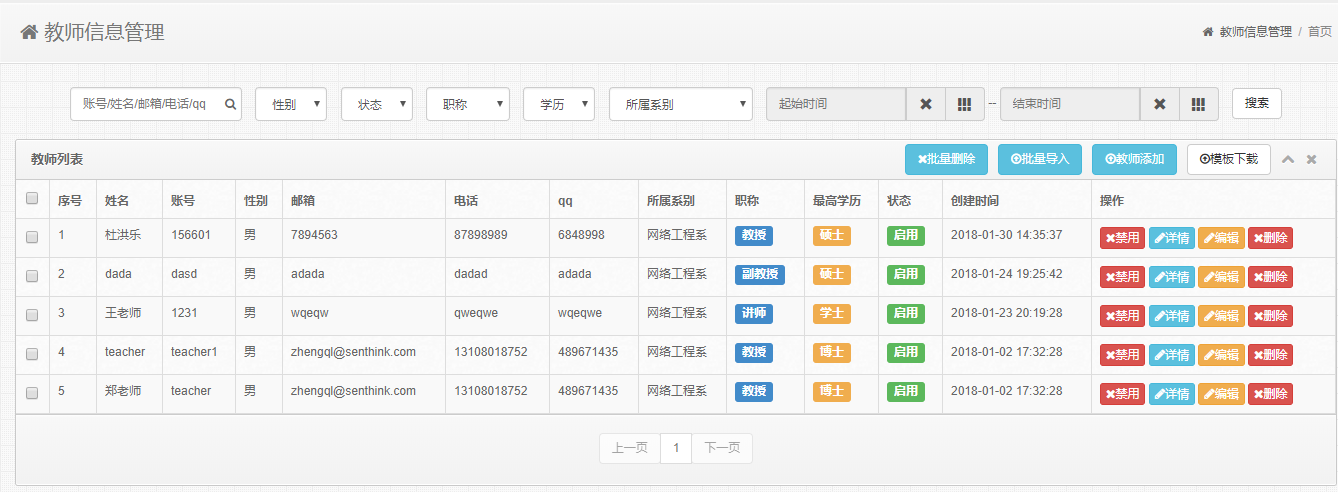 教师信息管理
教师信息管理 / 首页
账号/姓名/邮箱/电话/qq 性别 状态 职称 学历 所属系别 起始时间 -- 结束时间 搜索
教师列表 批量删除 批量导入 教师添加 模板下载
序号 姓名 账号 性别 邮箱 电话 qq 所属系别 职称 最高学历 状态 创建时间 操作
1 杜洪乐 156601 男 7894563 87898989 6848998 网络工程系 教授 硕士 启用 2018-01-30 14:35:37 禁用 详情 编辑 删除
2 dada dasd 男 adada dadad adada 网络工程系 副教授 硕士 启用 2018-01-24 19:25:42 禁用 详情 编辑 删除
3 王老师 1231 男 wqeqw qweqwe wqeqwe 网络工程系 讲师 学士 启用 2018-01-23 20:19:28 禁用 详情 编辑 删除
4 teacher teacher1 男 zhengql@senthink.com 13108018752 489671435 网络工程系 教授 博士 启用 2018-01-02 17:32:28 禁用 详情 编辑 删除
5 郑老师 teacher 男 zhengql@senthink.com 13108018752 489671435 网络工程系 教授 博士 启用 2018-01-02 17:32:28 禁用 详情 编辑 删除
上一页 1 下一页